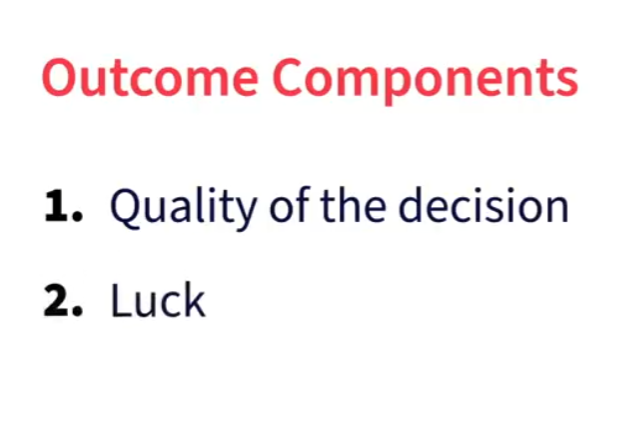 Outcome Components
1. Quality of the decision
2. Luck